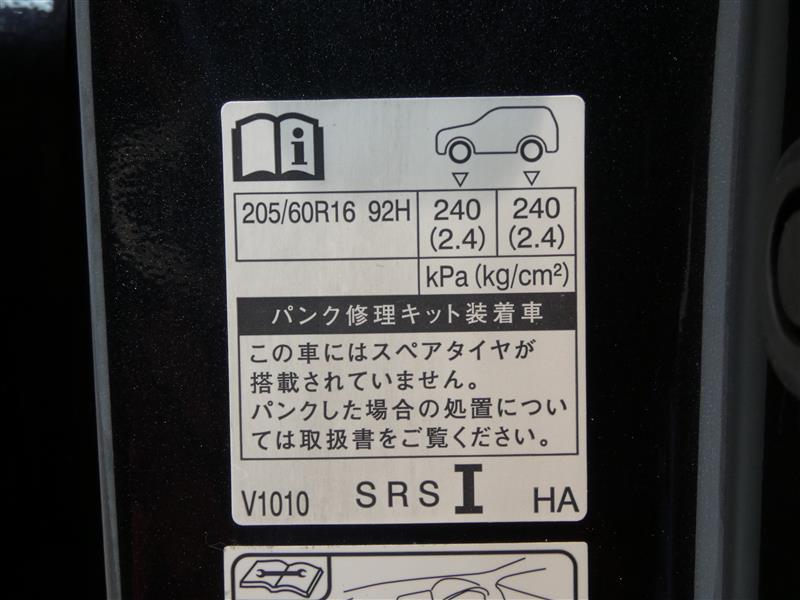 i
205/60R16 92H 240 240
(2.4) (2.4)
kPa (kg/cm²)
パンク修理キット装着車
この車にはスペアタイヤが
搭載されていません。
パンクした場合の処置につい
ては取扱書をご覧ください。
V1010 SRS I HA